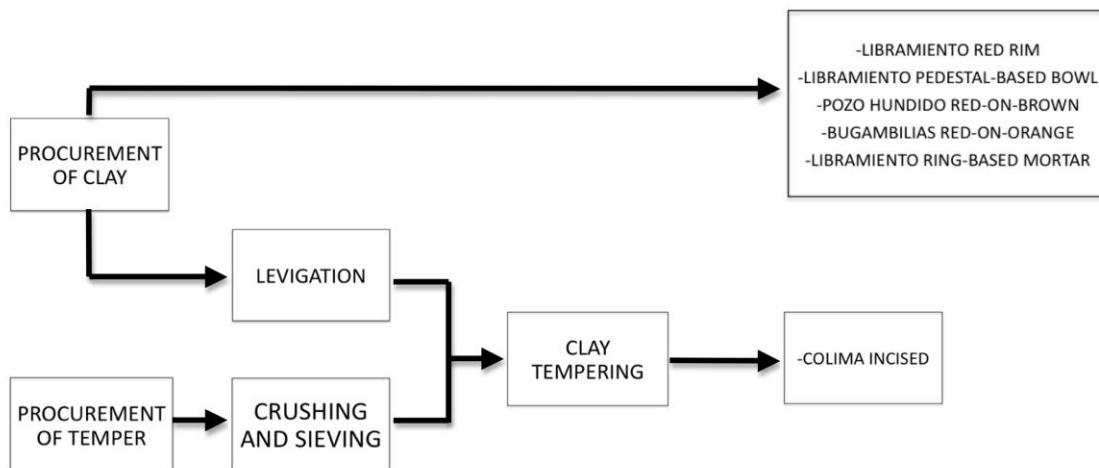 -LIBRAMIENTO RED RIM
-LIBRAMIENTO PEDESTAL-BASED BOWL
-POZO HUNDIDO RED-ON-BROWN
-BUGAMBILIAS RED-ON-ORANGE
-LIBRAMIENTO RING-BASED MORTAR
PROCUREMENT
OF CLAY
LEVIGATION
CLAY
TEMPERING
-COLIMA INCISED
PROCUREMENT
OF TEMPER
CRUSHING
AND SIEVING